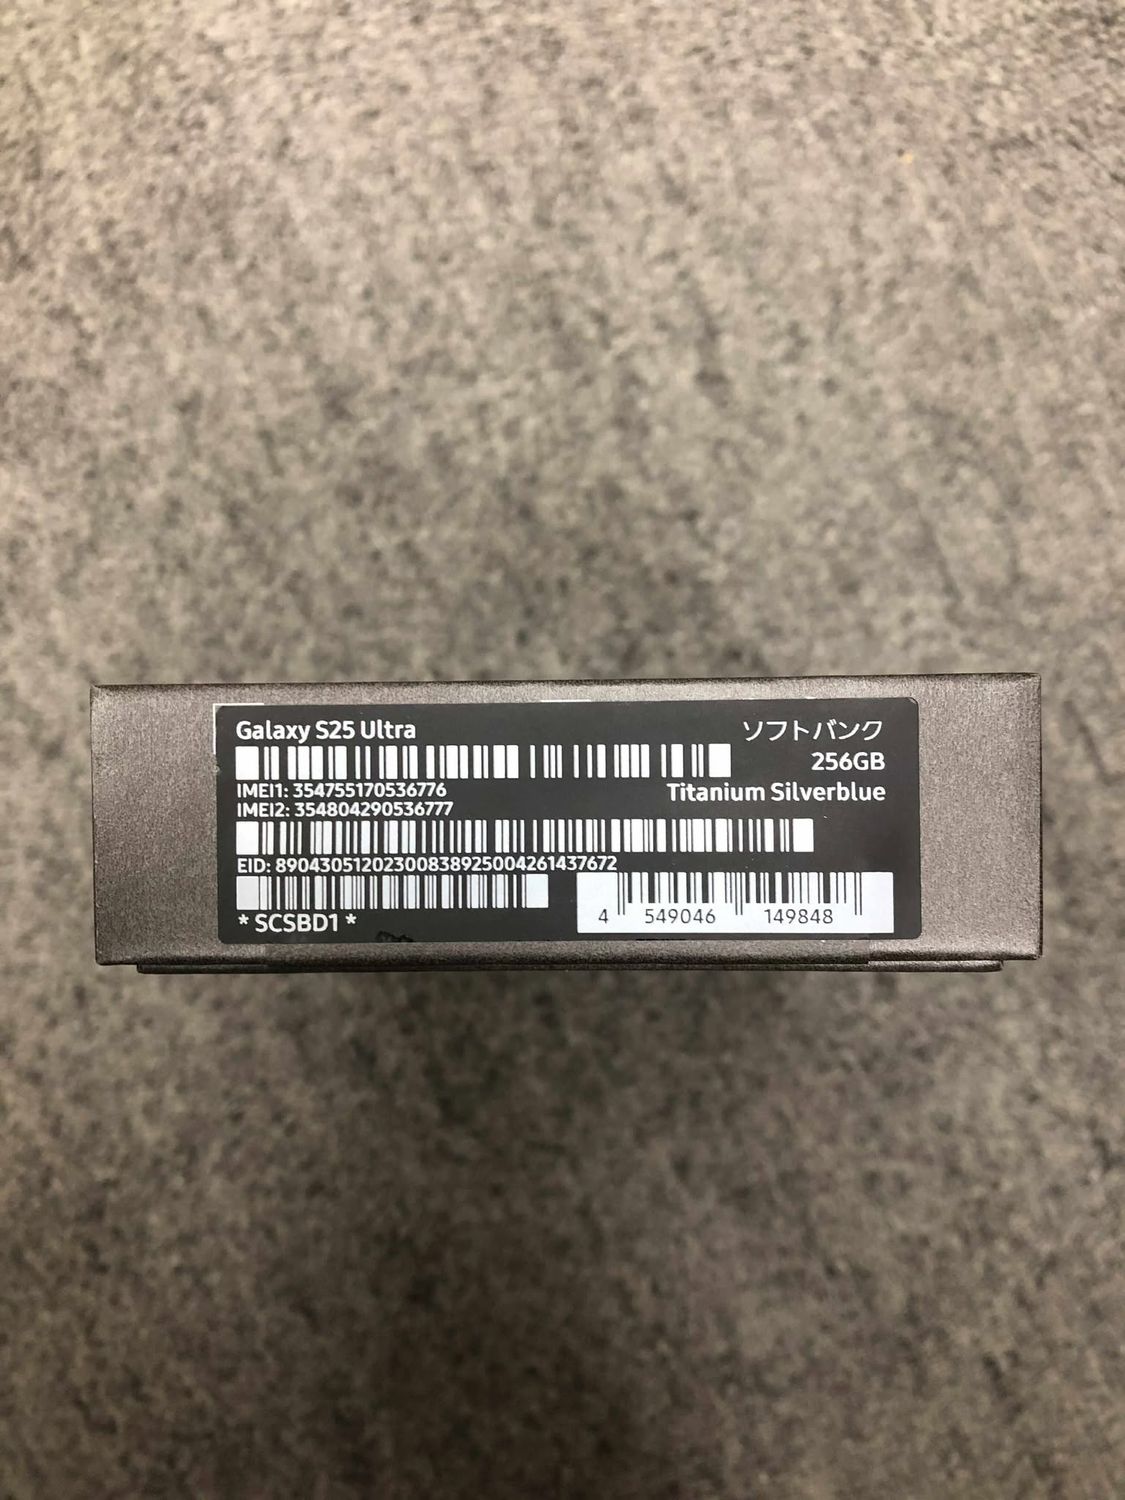 Galaxy S25 Ultra
ソフトバンク
256GB
Titanium Silverblue
IMEI1: 354755170536776
IMEI2: 354804290536777
EID: 89043051202300838925004261437672
* SCSBD1 *
4 549046 149848